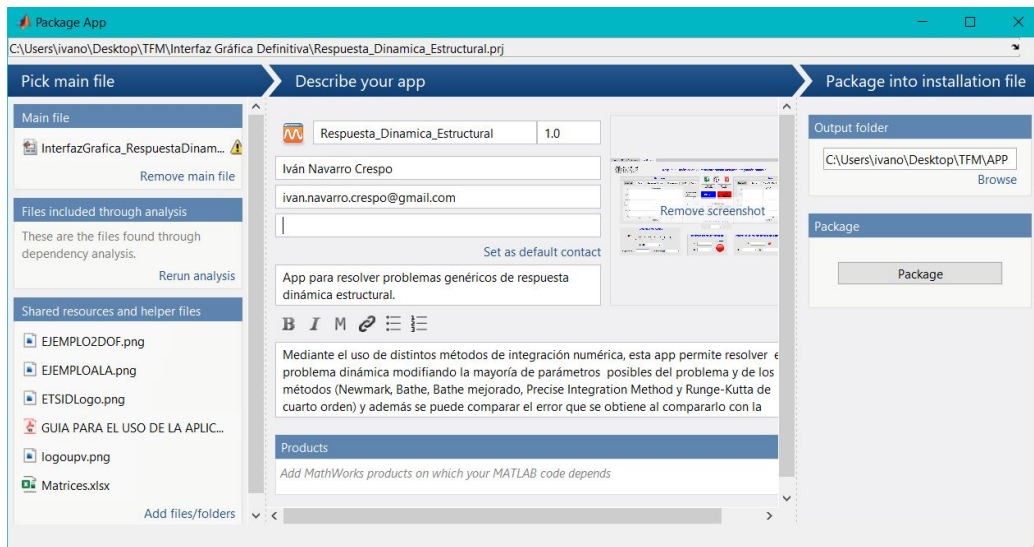 Package App
C:\Users\ivano\Desktop\TFM\Interfaz Gráfica Definitiva\Respuesta_Dinamica_Estructural.prj
Pick main file
Main file
InterfazGrafica_RespuestaDinam...
Remove main file
Files included through analysis
These are the files found through
dependency analysis.
Rerun analysis
Shared resources and helper files
EJEMPLO2DOF.png
EJEMPLOALA.png
ETSIDLogo.png
GUIA PARA EL USO DE LA APLIC...
logoupv.png
Matrices.xlsx
Add files/folders
Describe your app
Respuesta_Dinamica_Estructural 1.0
Iván Navarro Crespo
ivan.navarro.crespo@gmail.com
Set as default contact
App para resolver problemas genéricos de respuesta
dinámica estructural.
Remove screenshot
B I M
Mediante el uso de distintos métodos de integración numérica, esta app permite resolver e
problema dinámica modifiando la mayoría de parámetros posibles del problema y de los
métodos (Newmark, Bathe, Bathe mejorado, Precise Integration Method y Runge-Kutta de
cuarto orden) y además se puede comparar el error que se obtiene al compararlo con la
Products
Add MathWorks products on which your MATLAB code depends
Package into installation file
Output folder
C:\Users\ivano\Desktop\TFM\APP
Browse
Package
Package